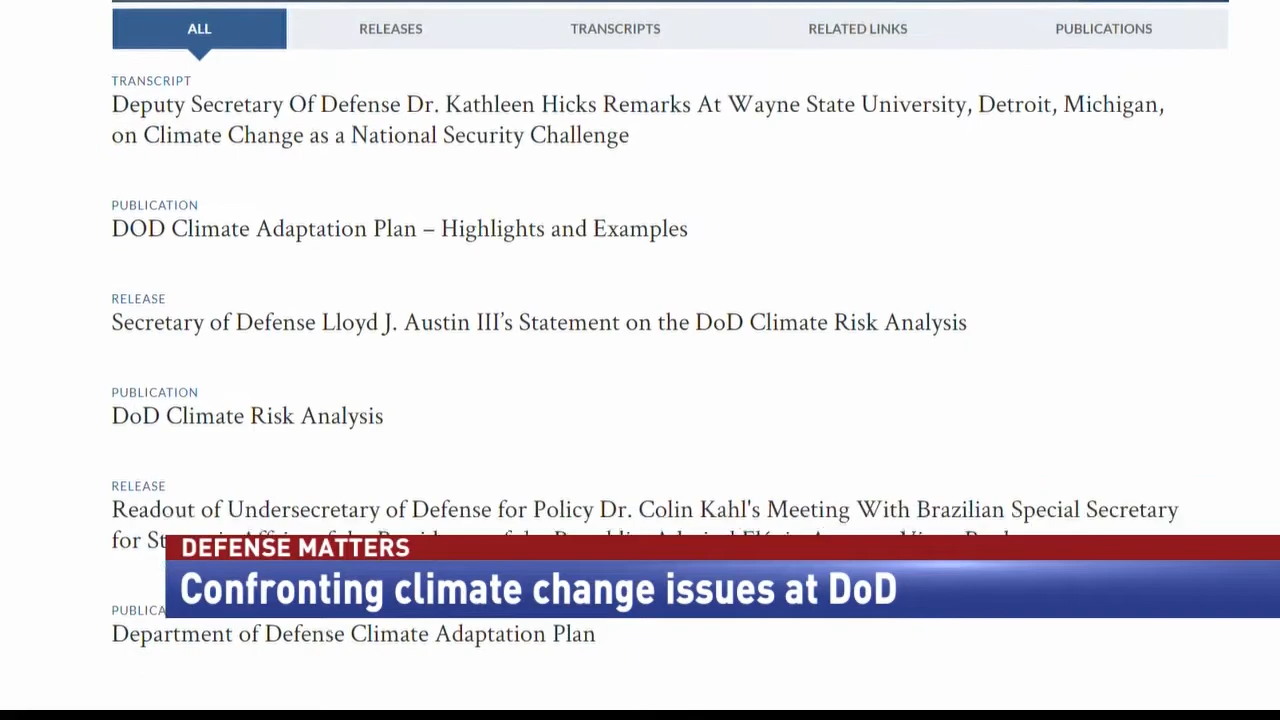 ALL RELEASES TRANSCRIPTS RELATED LINKS PUBLICATIONS
TRANSCRIPT
Deputy Secretary Of Defense Dr. Kathleen Hicks Remarks At Wayne State University, Detroit, Michigan,
on Climate Change as a National Security Challenge
PUBLICATION
DOD Climate Adaptation Plan – Highlights and Examples
RELEASE
Secretary of Defense Lloyd J. Austin III’s Statement on the DoD Climate Risk Analysis
PUBLICATION
DoD Climate Risk Analysis
RELEASE
Readout of Undersecretary of Defense for Policy Dr. Colin Kahl's Meeting With Brazilian Special Secretary
for
DEFENSE MATTERS
Confronting climate change issues at DoD
PUBLICA
Department of Defense Climate Adaptation Plan